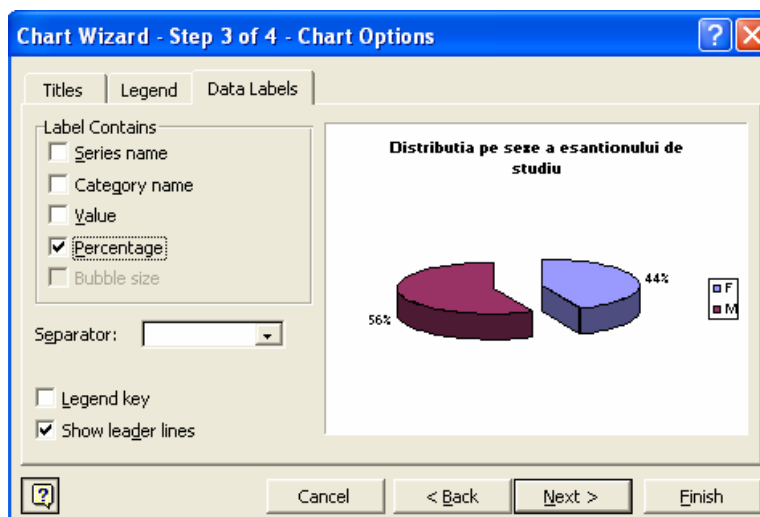 Chart Wizard - Step 3 of 4 - Chart Options
?
Titles
Legend
Data Labels
Label Contains
Series name
Category name
Value
Percentage
Bubble size
Separator:
Legend key
Show leader lines
Distributia pe sexe a esantionului de
studiu
44%
56%
F
M
?
Cancel
< Back
Next >
Finish